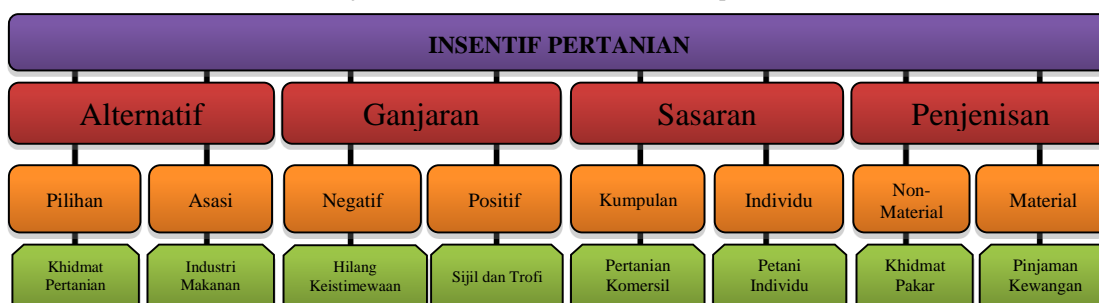 INSENTIF PERTANIAN
Alternatif
Ganjaran
Sasaran
Penjenisan
Pilihan
Asasi
Negatif
Positif
Kumpulan
Individu
Non-
Material
Material
Khidmat
Pertanian
Industri
Makanan
Hilang
Keistimewaan
Sijil dan Trofi
Pertanian
Komersil
Petani
Individu
Khidmat
Pakar
Pinjaman
Kewangan